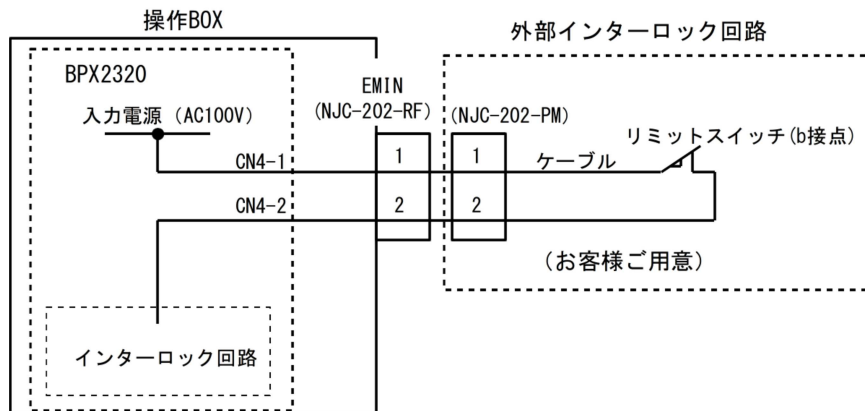 操作BOX
外部インターロック回路
BPX2320
入力電源 (AC100V)
EMIN
(NJC-202-RF)
(NJC-202-PM)
リミットスイッチ(b接点)
CN4-1
1
1
ケーブル
CN4-2
2
2
(お客様ご用意)
インターロック回路